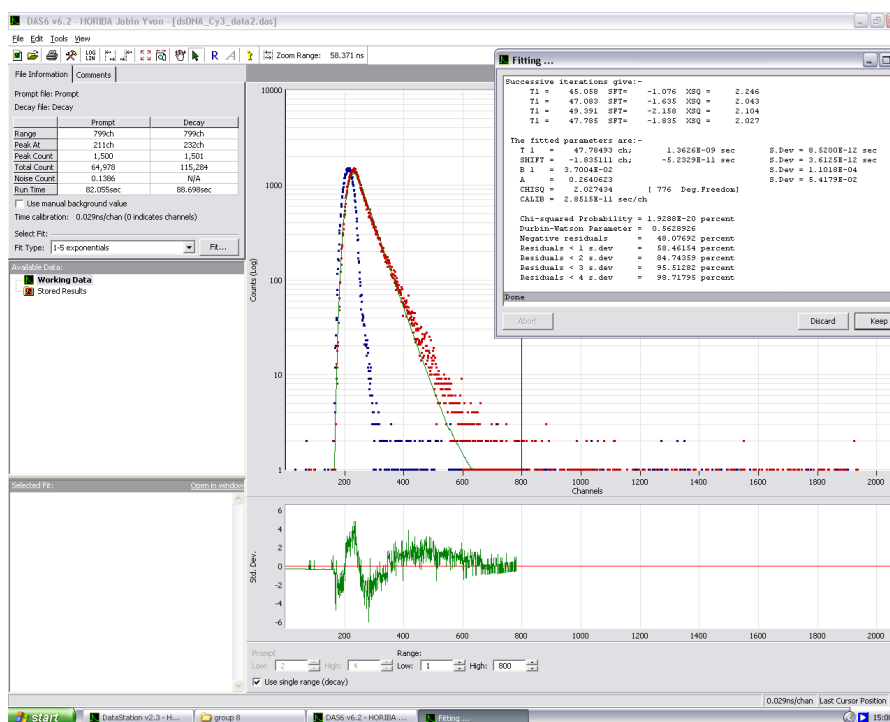 DAS6 v6.2 - HORIBA Jobin Yvon - [dsDNA_Cy3_data2.das]
File Edit Tools View
LOG LIN R A ? Zoom Range: 58.371 ns
File Information Comments
Prompt file: Prompt
Decay file: Decay
Prompt Decay
Range 799ch 799ch
Peak At 211ch 232ch
Peak Count 1,500 1,501
Total Count 64,978 115,284
Noise Count 0.1386 N/A
Run Time 82.055sec 88.698sec
Use manual background value
Time calibration: 0.029ns/chan (0 indicates channels)
Select Fit:
Fit Type: 1-5 exponentials Fit...
Available Data:
Working Data
Stored Results
Selected Fit: Open in window
10000
1000
100
10
1
Counts (Log)
200 400 600 800 1000 1200 1400 1600 1800 2000
Channels
Fitting ...
Successive iterations give:-
T1 = 45.058 SFT= -1.076 XSQ = 2.246
T1 = 47.083 SFT= -1.635 XSQ = 2.043
T1 = 49.391 SFT= -2.158 XSQ = 2.104
T1 = 47.785 SFT= -1.835 XSQ = 2.027
The fitted parameters are:-
T 1 = 47.78493 ch; 1.3626E-09 sec S.Dev = 8.5200E-12 sec
SHIFT = -1.835111 ch; -5.2329E-11 sec S.Dev = 3.6125E-12 sec
B 1 = 3.7004E-02 S.Dev = 1.1018E-04
A = 0.2640623 S.Dev = 5.4179E-02
CHISQ = 2.027434 [ 776 Deg.Freedom]
CALIB = 2.8515E-11 sec/ch
Chi-squared Probability = 1.9288E-20 percent
Durbin-Watson Parameter = 0.5628926
Negative residuals = 48.07692 percent
Residuals < 1 s.dev = 58.46154 percent
Residuals < 2 s.dev = 84.74359 percent
Residuals < 3 s.dev = 95.51282 percent
Residuals < 4 s.dev = 98.71795 percent
Done
Abort Discard Keep
6
4
2
0
-2
-4
-6
Std. Dev.
200 400 600 800 1000 1200 1400 1600 1800 2000
Prompt Range:
Low: 2 High: 4 Low: 1 High: 800
Use single range (decay)
0.029ns/chan Last Cursor Position
start DataStation v2.3 - H... group 8 DAS6 v6.2 - HORIBA ... Fitting ...